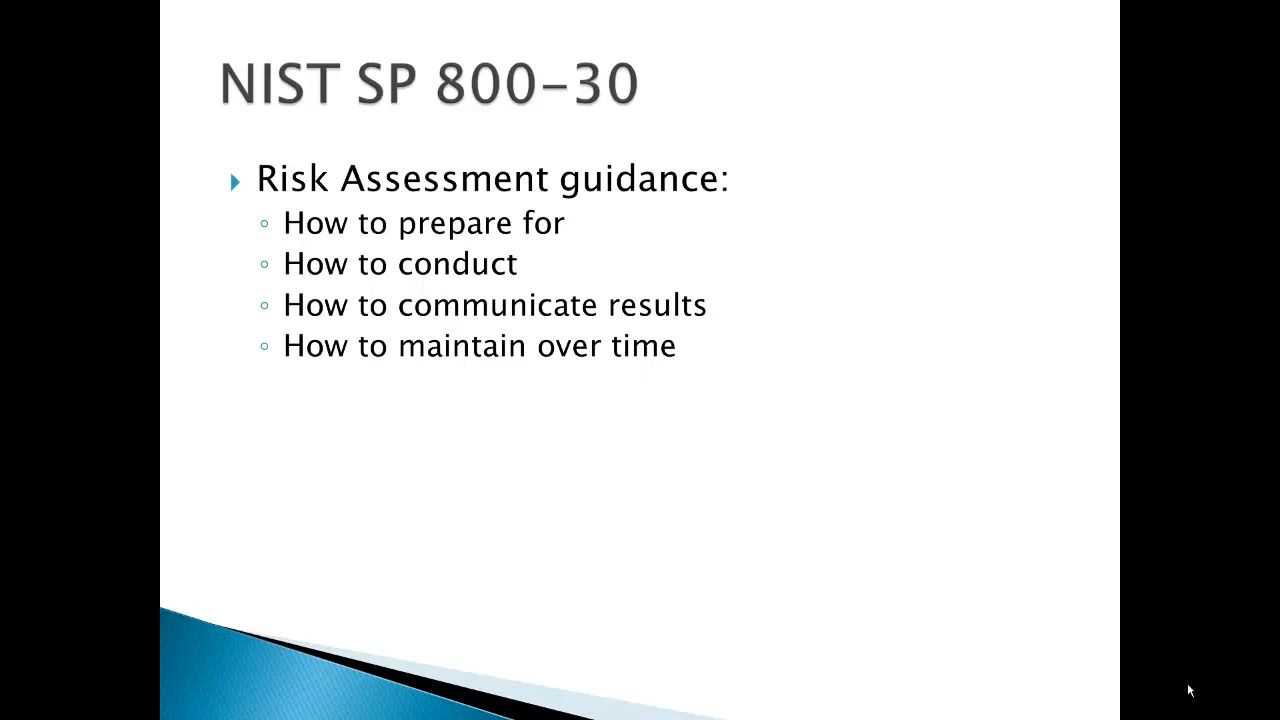 NIST SP 800-30
Risk Assessment guidance:
How to prepare for
How to conduct
How to communicate results
How to maintain over time